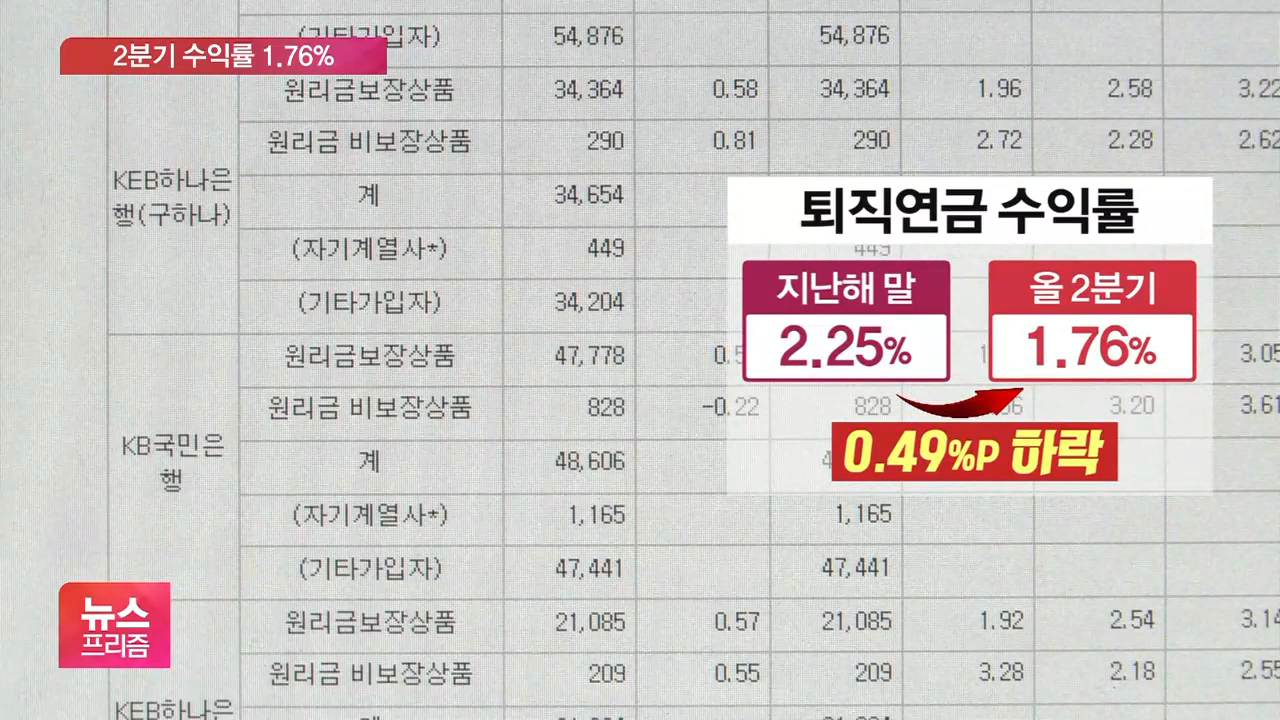 2분기 수익률 1.76%
(기타가입자) 54,876 54,876
원리금보장상품 34,364 0.58 34,364 1.96 2.58 3.22
원리금 비보장상품 290 0.81 290 2.72 2.28 2.62
KEB하나은
행(구하나)
계 34,654
(자기계열사*) 449 449
(기타가입자) 34,204
퇴직연금 수익률
지난해 말 올 2분기
2.25% 1.76%
0.49%P 하락
원리금보장상품 47,778 3.05
원리금 비보장상품 828 -0.22 828 3.20 3.61
KB국민은
행
계 48,606
(자기계열사*) 1,165 1,165
(기타가입자) 47,441 47,441
원리금보장상품 21,085 0.57 21,085 1.92 2.54 3.14
원리금 비보장상품 209 0.55 209 3.28 2.18 2.55
KEB하나은
뉴스
프리즘